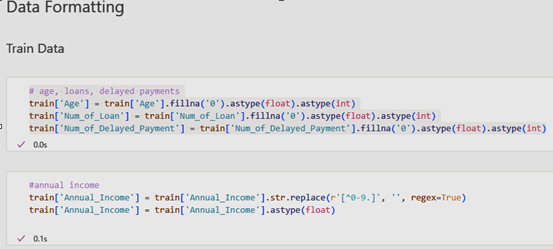 Data Formatting
Train Data
# age, loans, delayed payments
train['Age'] = train['Age'].fillna('0').astype(float).astype(int)
train['Num_of_Loan'] = train['Num_of_Loan'].fillna('0').astype(float).astype(int)
train['Num_of_Delayed_Payment'] = train['Num_of_Delayed_Payment'].fillna('0').astype(float).astype(int)
0.0s
#annual income
train['Annual_Income'] = train['Annual_Income'].str.replace(r'[^0-9.]', '', regex=True)
train['Annual_Income'] = train['Annual_Income'].astype(float)
0.1s